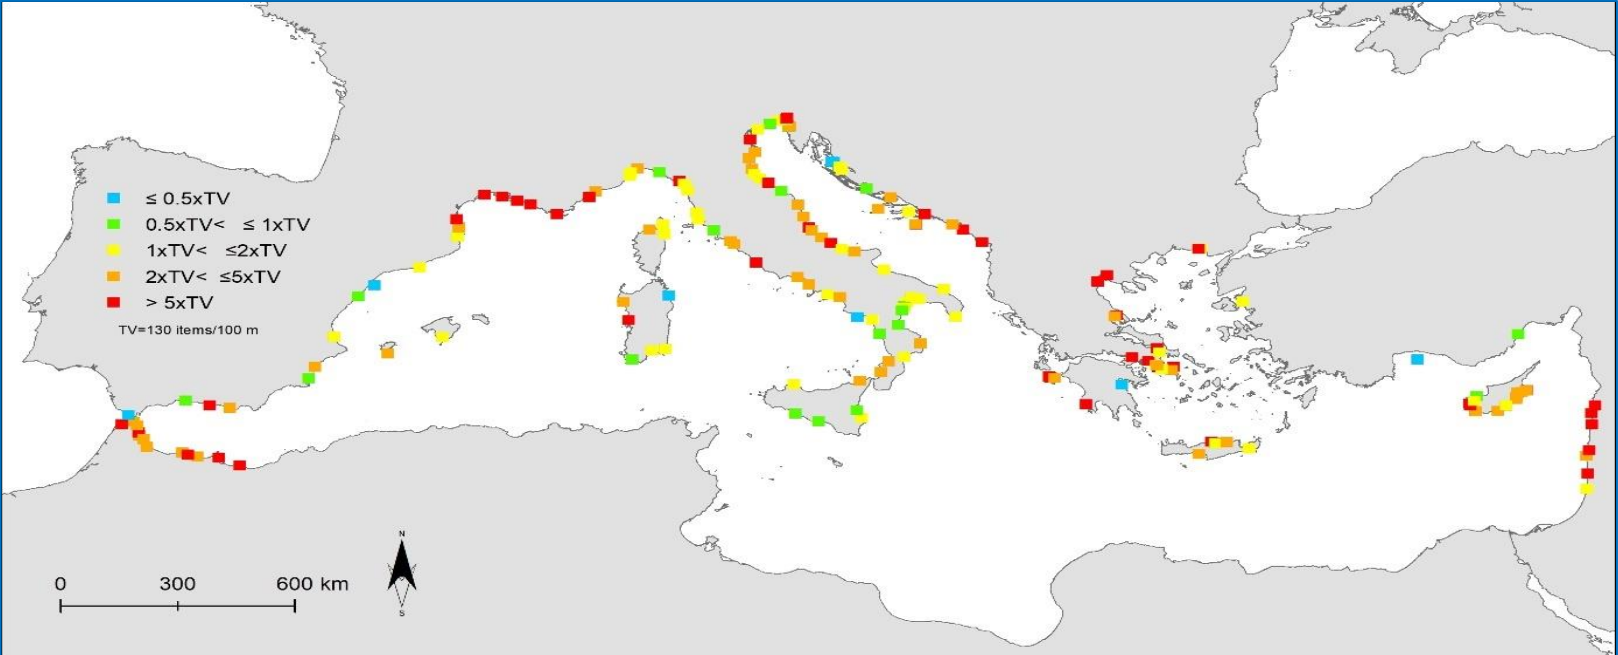 ≤ 0.5xTV
0.5xTV< ≤ 1xTV
1xTV< ≤2xTV
2xTV< ≤5xTV
> 5xTV
TV=130 items/100 m
N
S
0 300 600 km